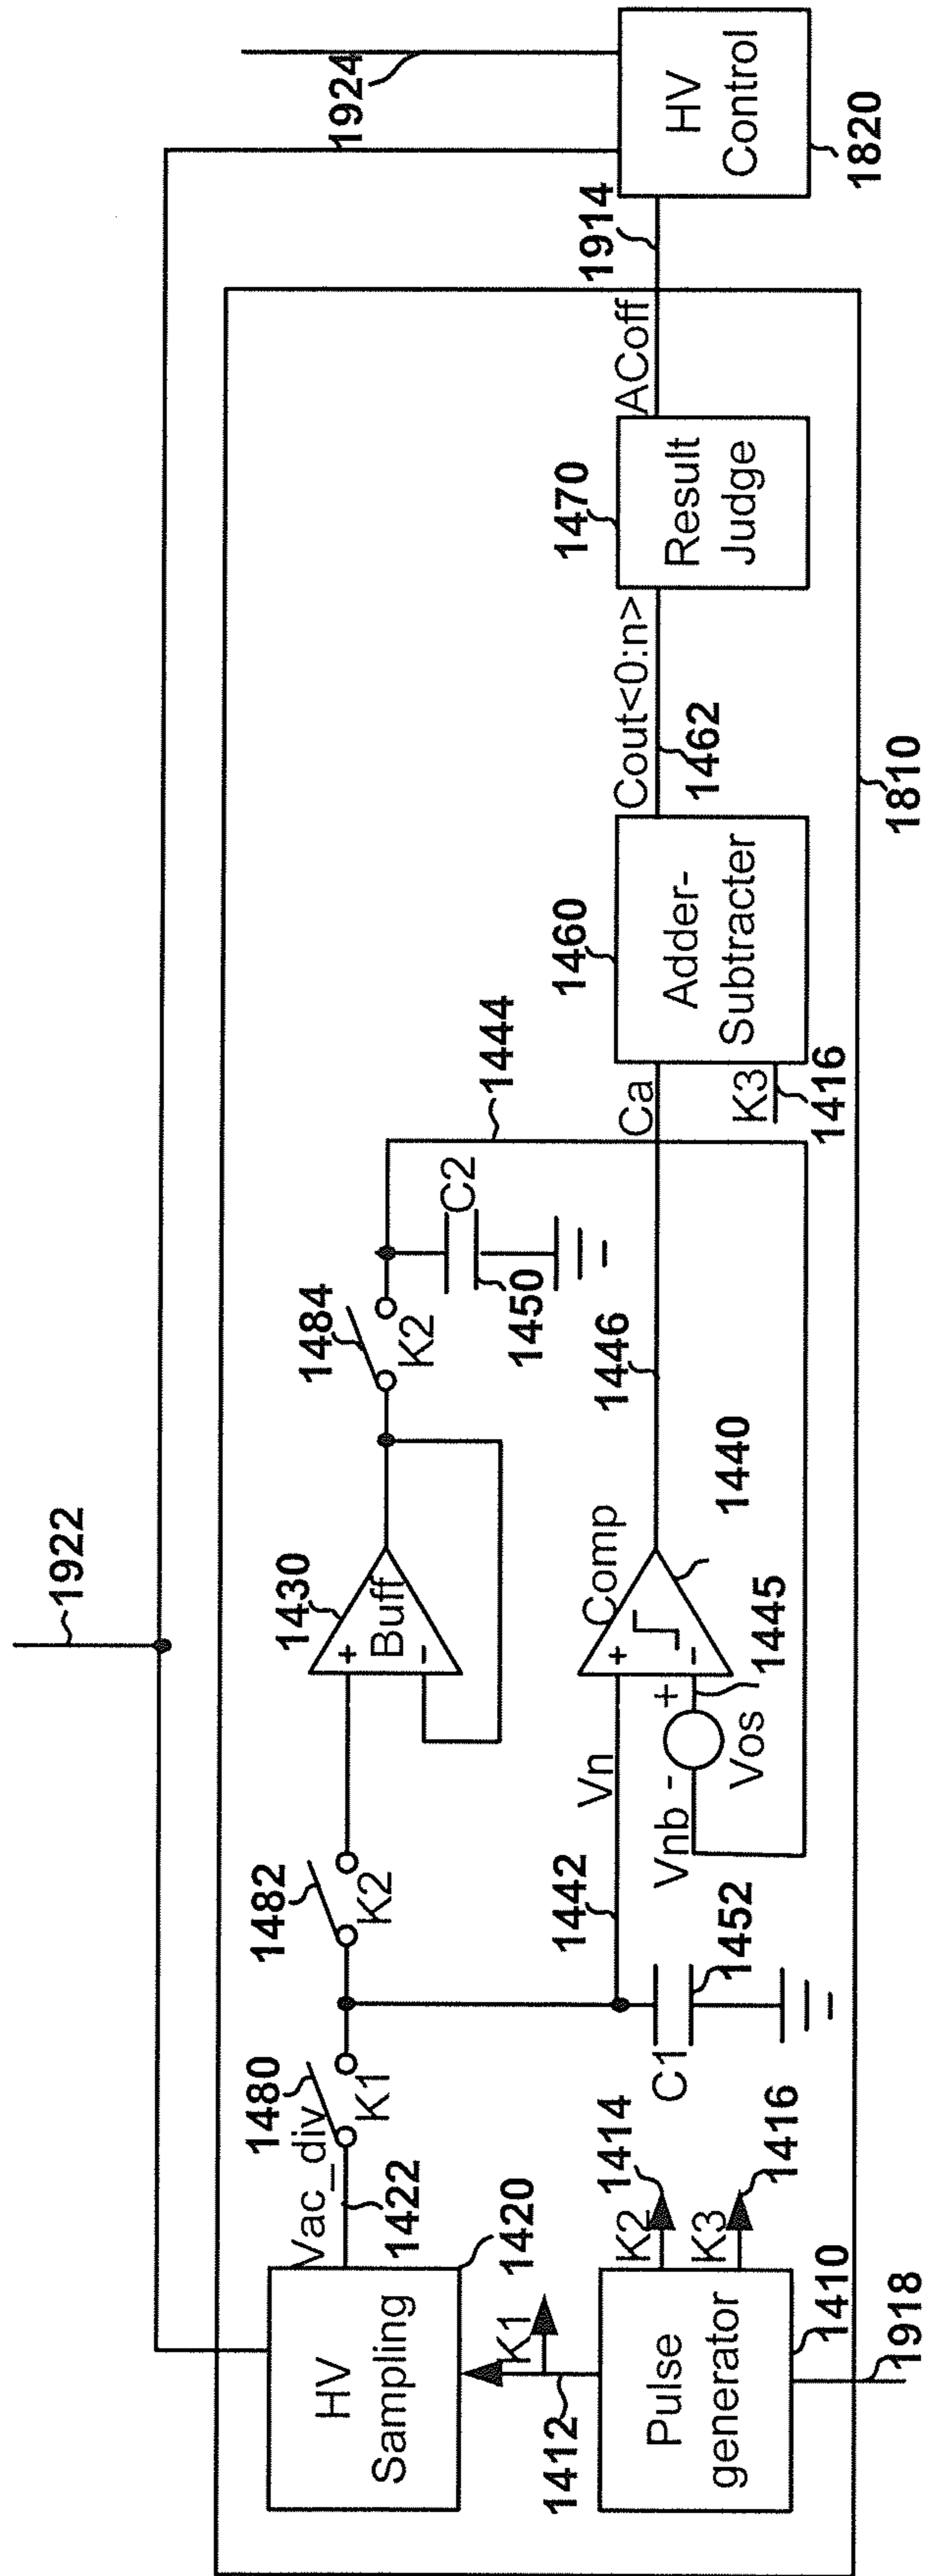 1922
1924
HV
Sampling
1420
Vac_div
1422
1480
K1
1482
K2
1430
+
Buff
-
1484
K2
C2
1450
1444
1412
K1
Pulse
generator
1410
1918
K2
1414
K3
1416
C1
1452
1442
Vn
Vnb
-
+
Vos
1445
Comp
+
-
1440
1446
Ca
K3
1416
1460
Adder-
Subtracter
Cout<0:n>
1462
1470
Result
Judge
ACoff
1914
HV
Control
1820
1810